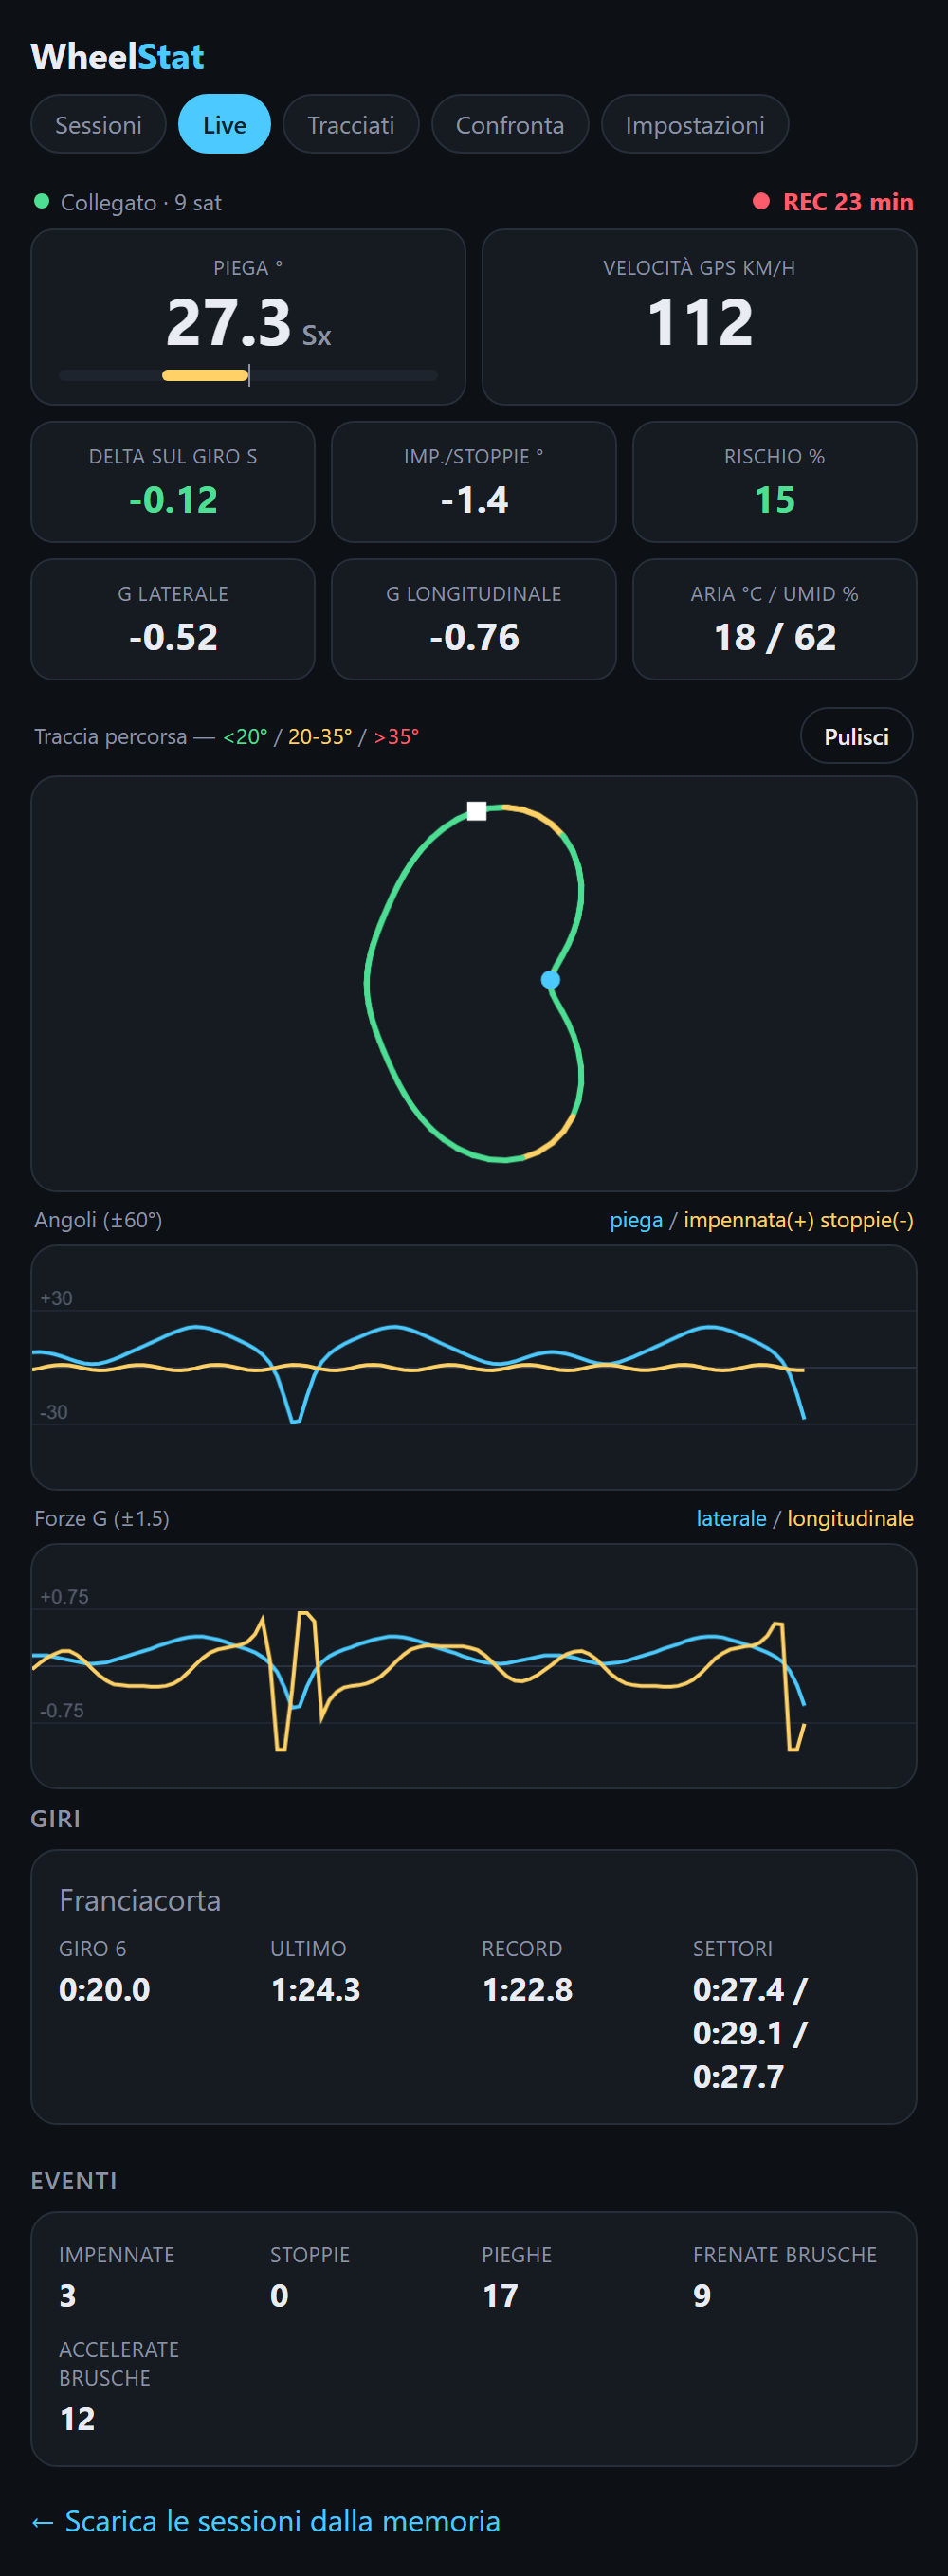 WheelStat
Sessioni Live Tracciati Confronta Impostazioni
Collegato · 9 sat REC 23 min
PIEGA ° VELOCITÀ GPS KM/H
27.3 Sx 112
DELTA SUL GIRO S IMP./STOPPIE ° RISCHIO %
-0.12 -1.4 15
G LATERALE G LONGITUDINALE ARIA °C / UMID %
-0.52 -0.76 18 / 62
Traccia percorsa — <20° / 20-35° / >35° Pulisci
Angoli (±60°) piega / impennata(+) stoppie(-)
+30
-30
Forze G (±1.5) laterale / longitudinale
+0.75
-0.75
GIRI
Franciacorta
GIRO 6 ULTIMO RECORD SETTORI
0:20.0 1:24.3 1:22.8 0:27.4 /
0:29.1 /
0:27.7
EVENTI
IMPENNATE STOPPIE PIEGHE FRENATE BRUSCHE
3 0 17 9
ACCELERATE
BRUSCHE
12
← Scarica le sessioni dalla memoria